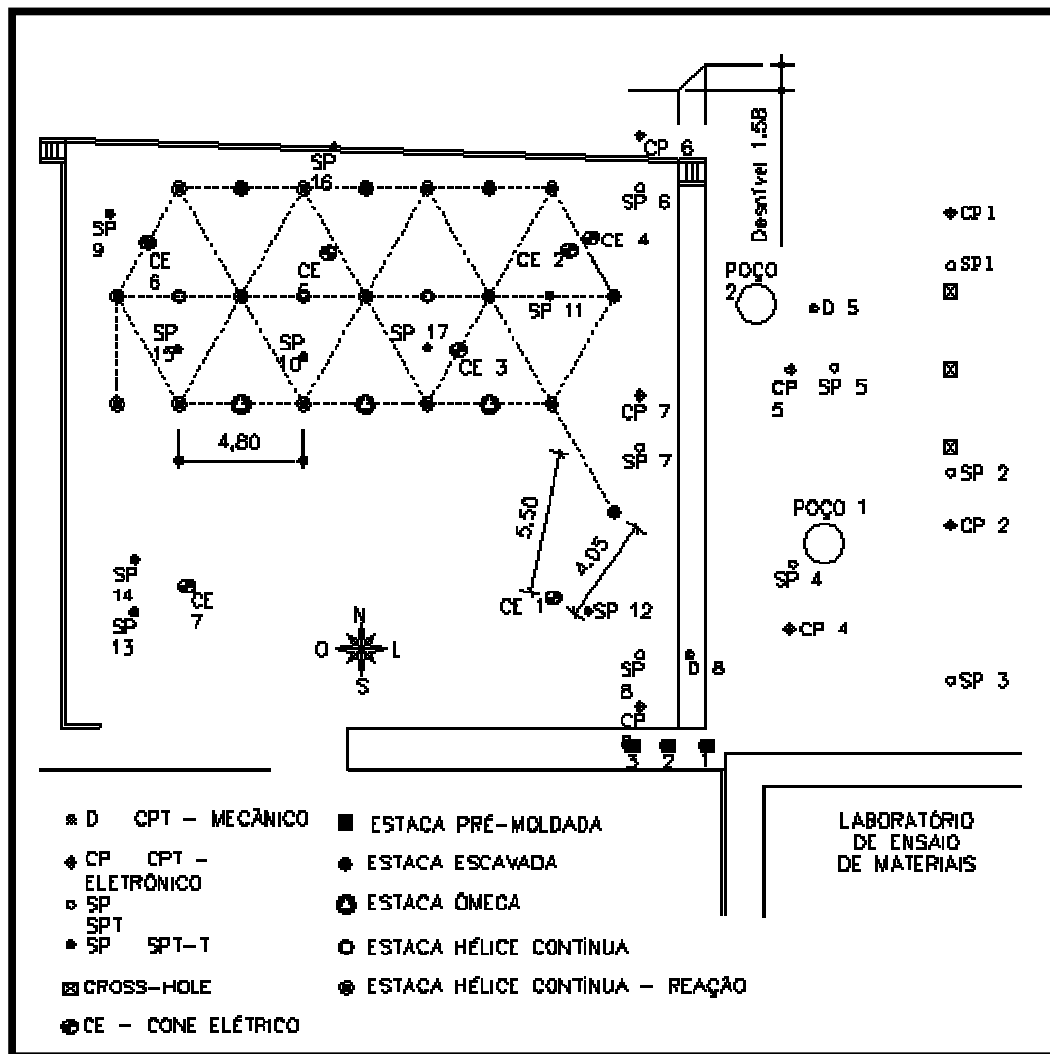 Desnível 1.58
CP 6
SP
16
SP 6
SP
9
CE
6
CE
5
CE 2
CE 4
CP1
SP1
POÇO
2
D 5
SP 11
SP
15
SP
10
SP 17
CE 3
CP
5
SP 5
CP 7
4,80
SP 7
SP 2
5.50
POÇO 1
CP 2
4.05
SP
14
SP 4
CE
7
CE 1
SP 12
SP
13
N
O
L
S
CP 4
SP
8
D 8
SP 3
CP
3
2
1
D CPT - MECÂNICO
CP CPT -
ELETRÔNICO
SP
SPT
SP SPT-T
CROSS-HOLE
CE - CONE ELÉTRICO
ESTACA PRÉ-MOLDADA
ESTACA ESCAVADA
ESTACA ÔMEGA
ESTACA HÉLICE CONTÍNUA
ESTACA HÉLICE CONTÍNUA - REAÇÃO
LABORATÓRIO
DE ENSAIO
DE MATERIAIS